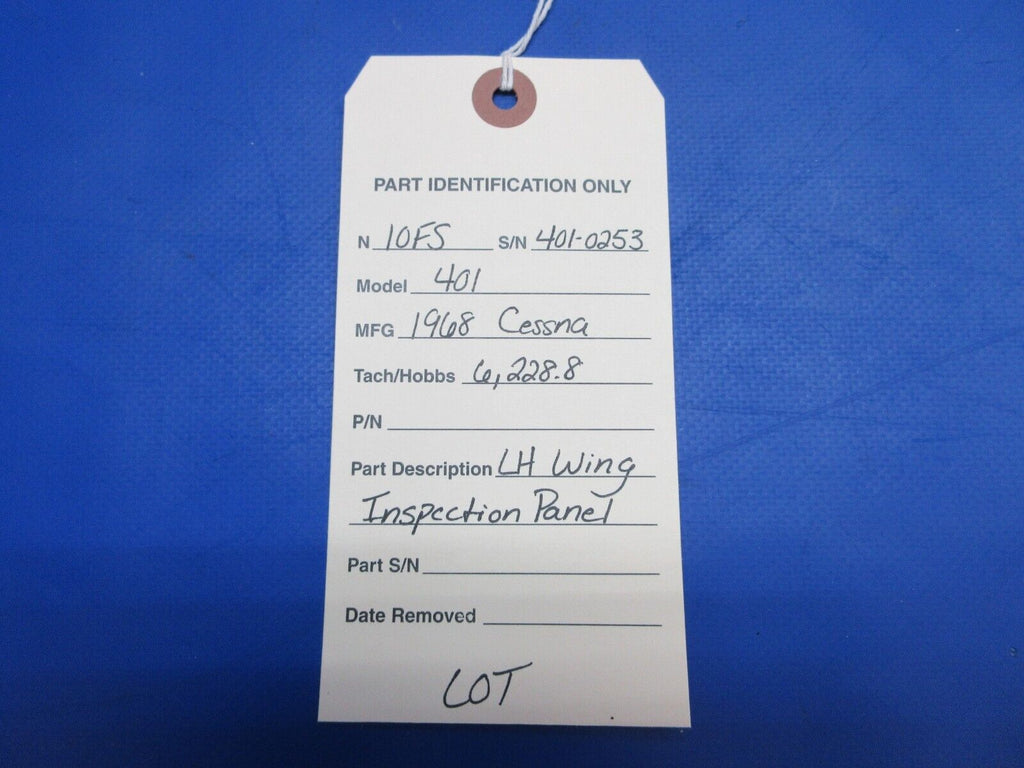 PART IDENTIFICATION ONLY
N 10FS S/N 401-0253
Model 401
MFG 1968 Cessna
Tach/Hobbs 6,228.8
P/N
Part Description LH Wing
Inspection Panel
Part S/N
Date Removed
LOT